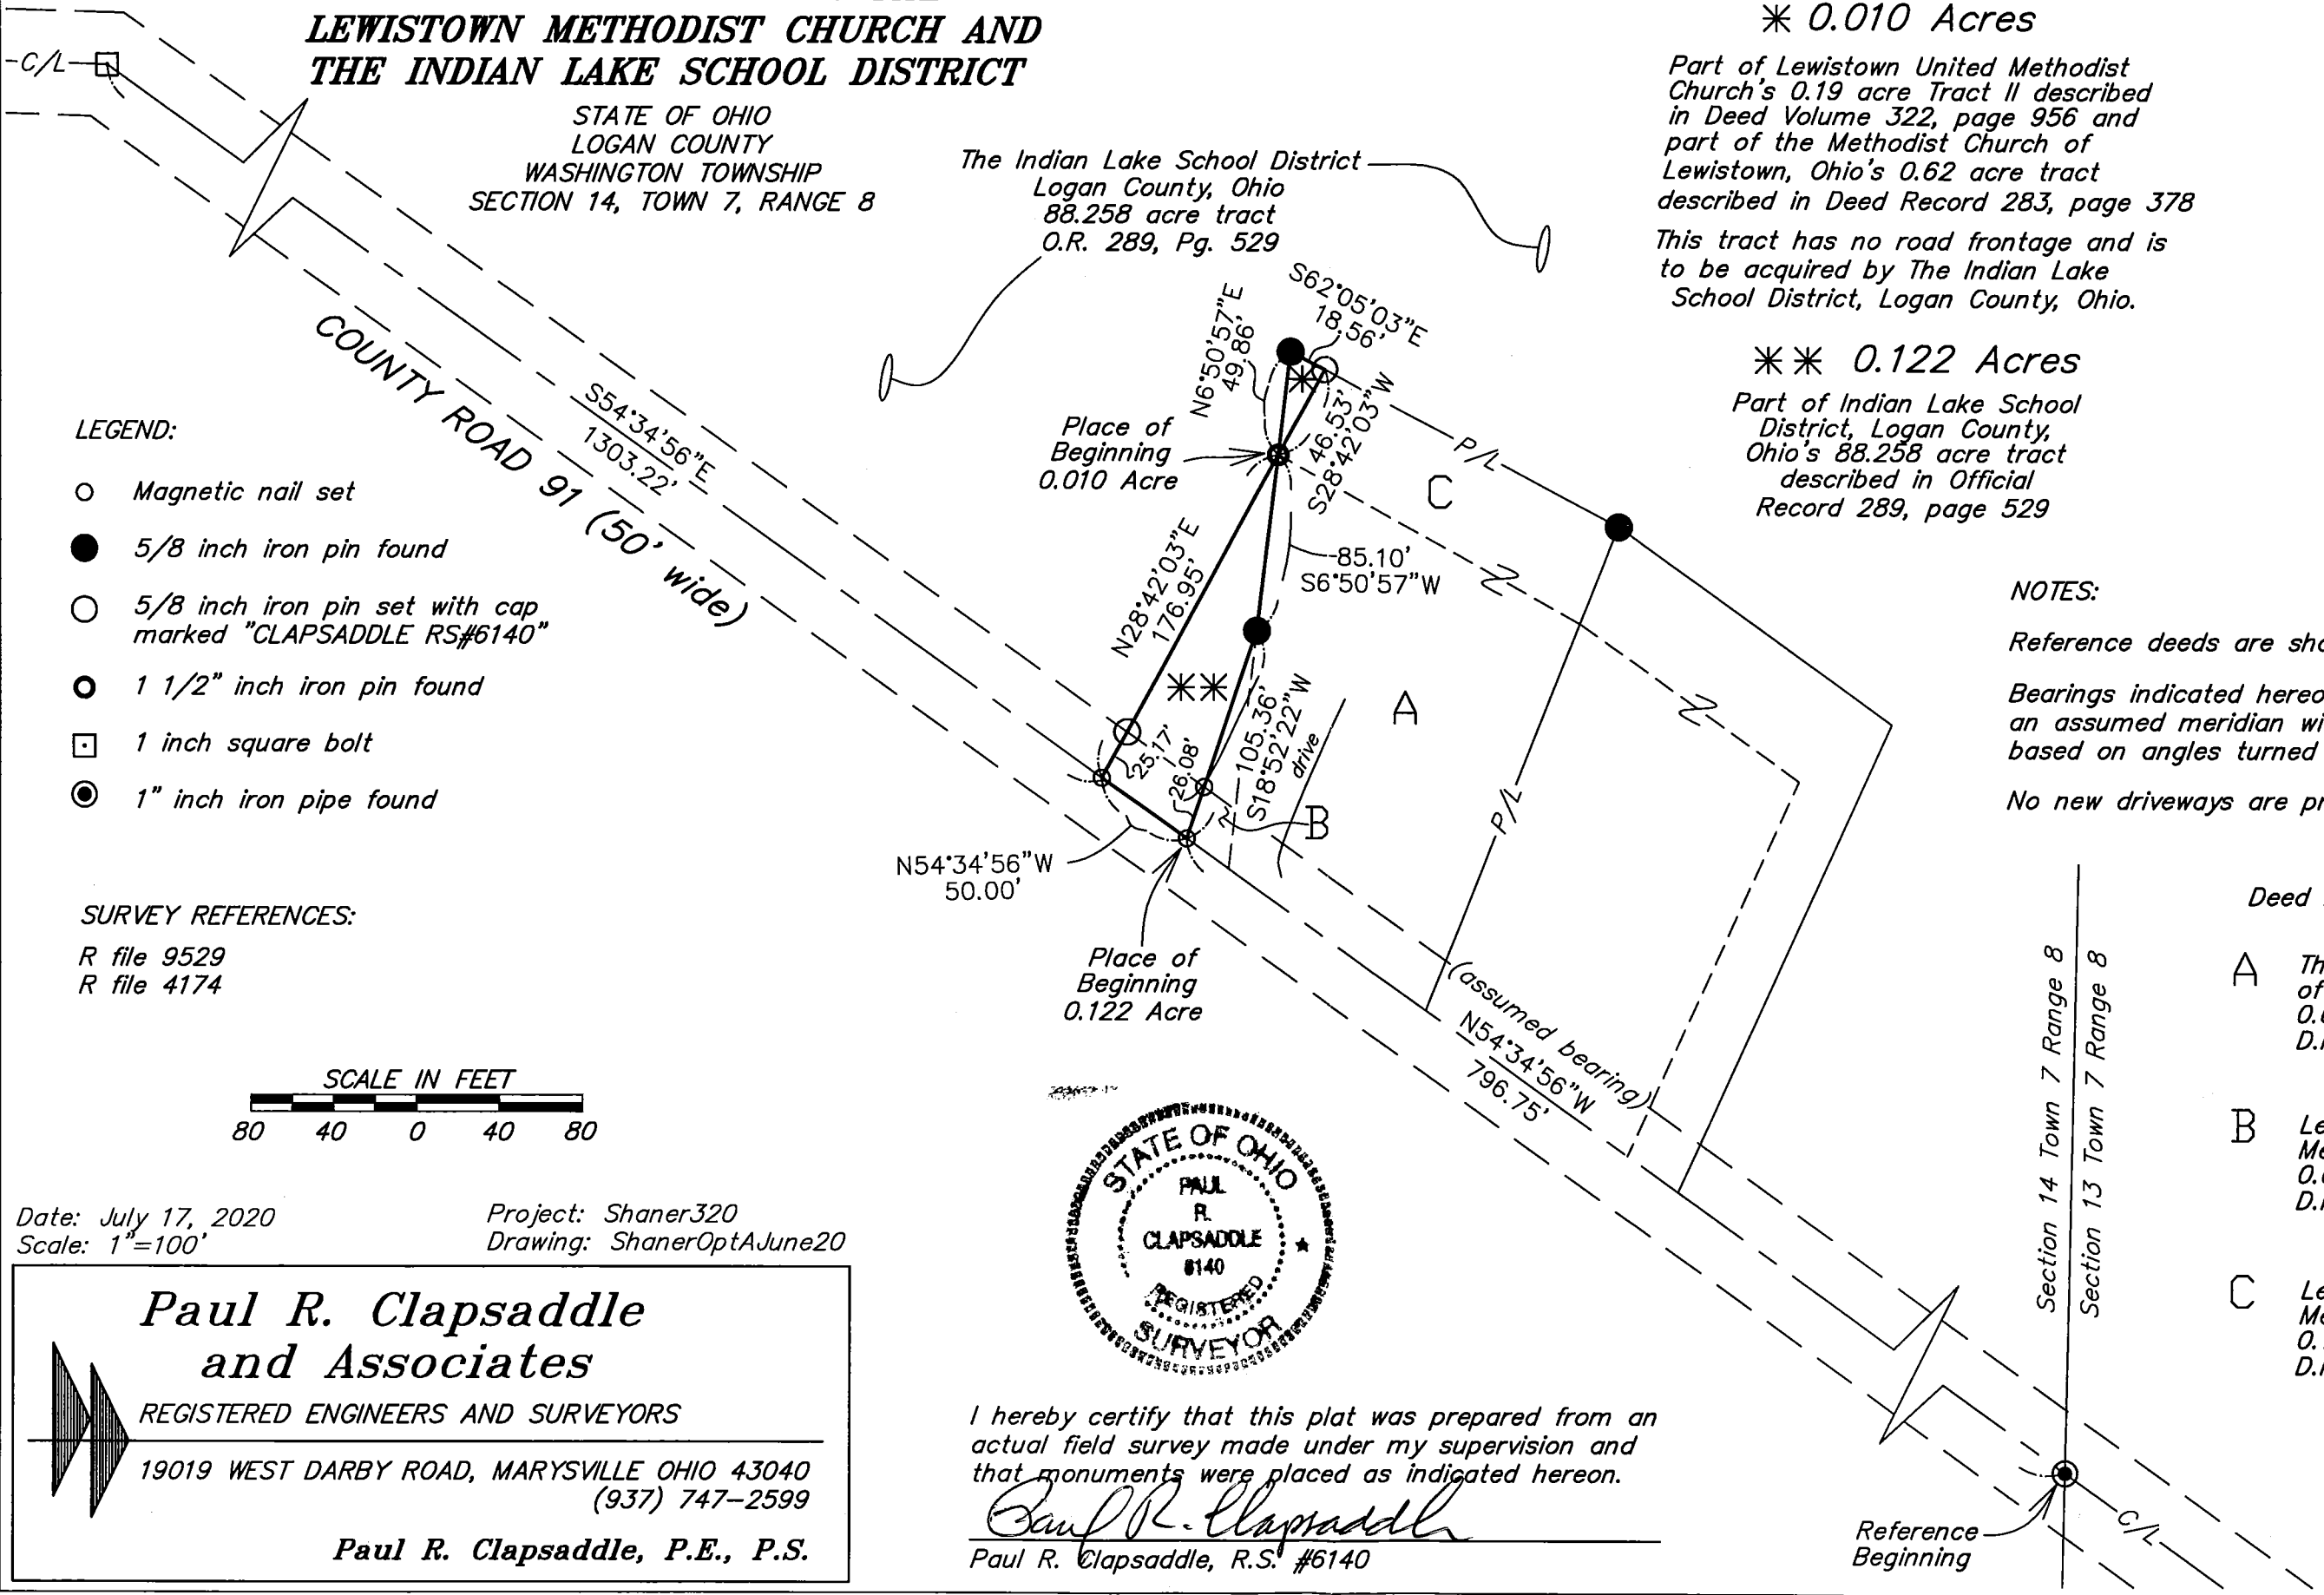 LEWISTOWN METHODIST CHURCH AND
THE INDIAN LAKE SCHOOL DISTRICT
STATE OF OHIO
LOGAN COUNTY
WASHINGTON TOWNSHIP
SECTION 14, TOWN 7, RANGE 8
C/L
COUNTY ROAD 91 (50' wide)
S54°34'56"E
1303.22'
The Indian Lake School District
Logan County, Ohio
88.258 acre tract
O.R. 289, Pg. 529
✳ 0.010 Acres
Part of Lewistown United Methodist
Church's 0.19 acre Tract II described
in Deed Volume 322, page 956 and
part of the Methodist Church of
Lewistown, Ohio's 0.62 acre tract
described in Deed Record 283, page 378
This tract has no road frontage and is
to be acquired by The Indian Lake
School District, Logan County, Ohio.
✳✳ 0.122 Acres
Part of Indian Lake School
District, Logan County,
Ohio's 88.258 acre tract
described in Official
Record 289, page 529
LEGEND:
Magnetic nail set
5/8 inch iron pin found
5/8 inch iron pin set with cap
marked "CLAPSADDLE RS#6140"
1 1/2" inch iron pin found
1 inch square bolt
1" inch iron pipe found
SURVEY REFERENCES:
R file 9529
R file 4174
S62°05'03"E
18.56'
N6°50'57"E
49.86'
✳
46.53'
S28°42'03"W
Place of
Beginning
0.010 Acre
P/L
C
85.10'
S6°50'57"W
N28°42'03"E
176.95'
✳✳
A
105.36'
S18°52'22"W
drive
25.17'
26.08'
B
P/L
N54°34'56"W
50.00'
Place of
Beginning
0.122 Acre
(assumed bearing)
N54°34'56"W
796.75'
NOTES:
Reference deeds are
Bearings indicated
an assumed meridian
based on angles turned
No new driveways are
Deed
A
of
B
C
Section 14 Town 7 Range 8
Section 13 Town 7 Range 8
SCALE IN FEET
80 40 0 40 80
Date: July 17, 2020
Scale: 1"=100'
Project: Shaner320
Drawing: ShanerOptAJune20
Paul R. Clapsaddle
and Associates
REGISTERED ENGINEERS AND SURVEYORS
19019 WEST DARBY ROAD, MARYSVILLE OHIO 43040
(937) 747-2599
Paul R. Clapsaddle, P.E., P.S.
STATE OF OHIO
PAUL
R.
CLAPSADDLE
6140
REGISTERED
SURVEYOR
I hereby certify that this plat was prepared from an
actual field survey made under my supervision and
that monuments were placed as indicated hereon.
Paul R. Clapsaddle
Paul R. Clapsaddle, R.S. #6140
Reference
Beginning
C/L